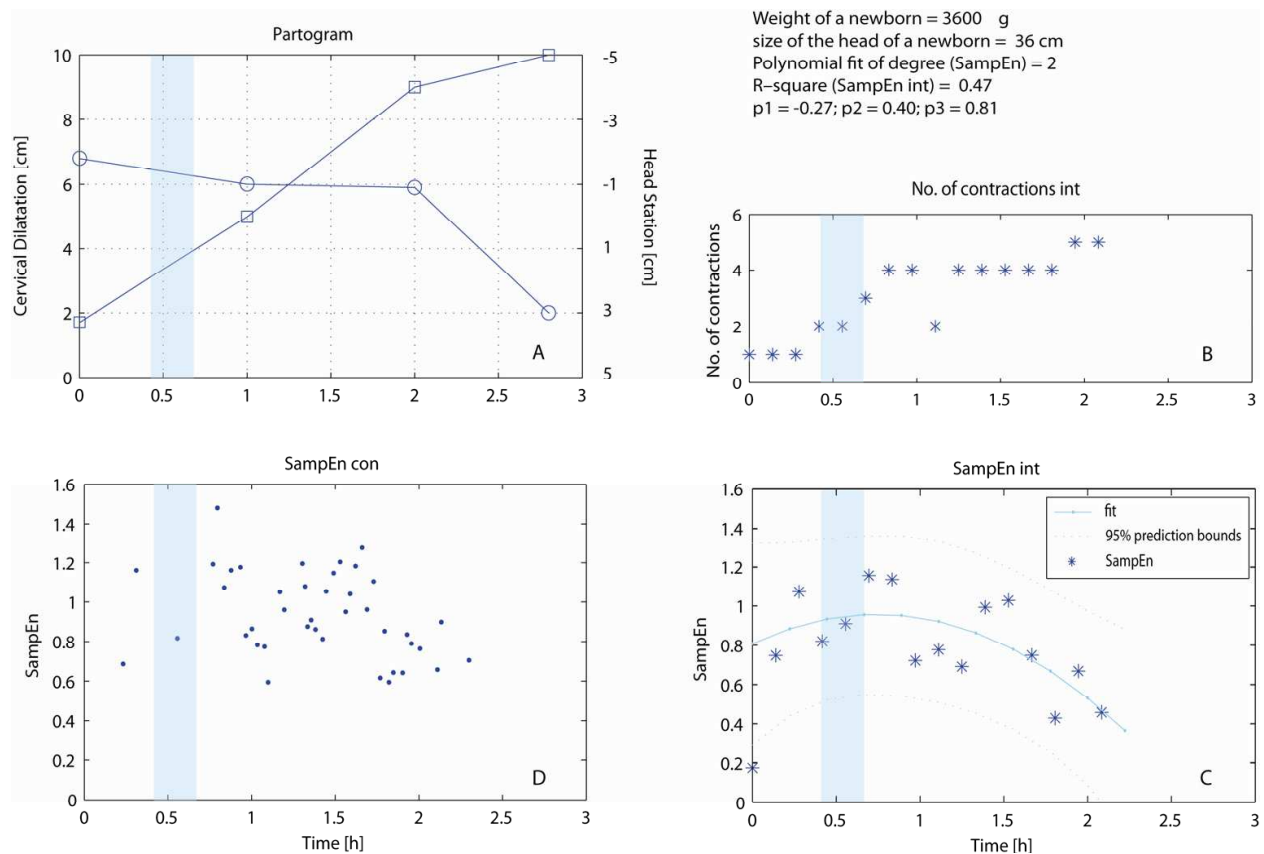 Partogram
10
8
6
4
2
0
Cervical Dilatation [cm]
-5
-3
-1
1
3
5
Head Station [cm]
A
0 0.5 1 1.5 2 2.5 3
Weight of a newborn = 3600 g
size of the head of a newborn = 36 cm
Polynomial fit of degree (SampEn) = 2
R-square (SampEn int) = 0.47
p1 = -0.27; p2 = 0.40; p3 = 0.81
No. of contractions int
6
4
2
0
No. of contractions
B
0 0.5 1 1.5 2 2.5 3
SampEn con
1.6
1.4
1.2
1
0.8
0.6
0.4
0.2
0
SampEn
D
0 0.5 1 1.5 2 2.5 3
Time [h]
SampEn int
1.6
1.4
1.2
1
0.8
0.6
0.4
0.2
0
SampEn
fit
95% prediction bounds
SampEn
C
0 0.5 1 1.5 2 2.5 3
Time [h]